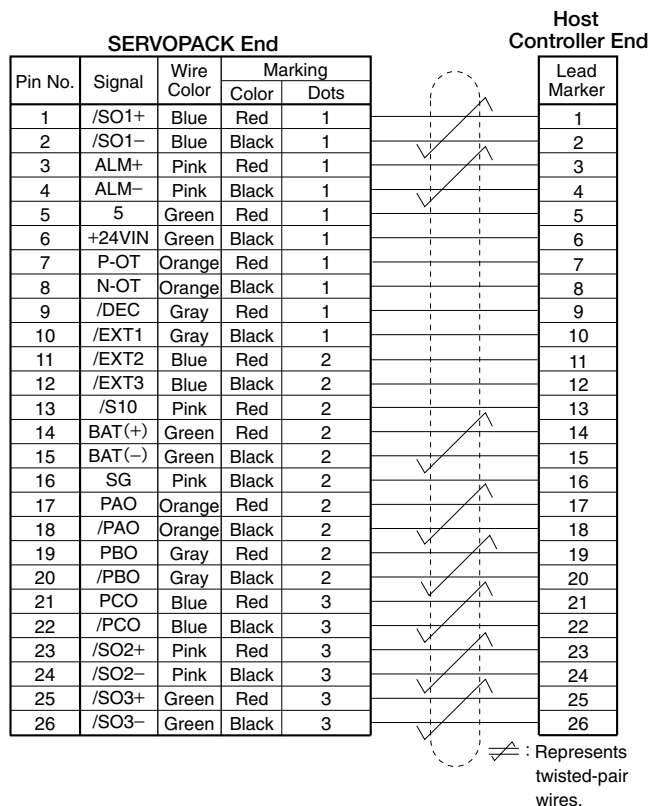 SERVOPACK End
Host
Controller End
Pin No. Signal Wire Color Marking Lead Marker
Color Dots
1 /SO1+ Blue Red 1 1
2 /SO1− Blue Black 1 2
3 ALM+ Pink Red 1 3
4 ALM− Pink Black 1 4
5 5 Green Red 1 5
6 +24VIN Green Black 1 6
7 P-OT Orange Red 1 7
8 N-OT Orange Black 1 8
9 /DEC Gray Red 1 9
10 /EXT1 Gray Black 1 10
11 /EXT2 Blue Red 2 11
12 /EXT3 Blue Black 2 12
13 /S10 Pink Red 2 13
14 BAT(+) Green Red 2 14
15 BAT(−) Green Black 2 15
16 SG Pink Black 2 16
17 PAO Orange Red 2 17
18 /PAO Orange Black 2 18
19 PBO Gray Red 2 19
20 /PBO Gray Black 2 20
21 PCO Blue Red 3 21
22 /PCO Blue Black 3 22
23 /SO2+ Pink Red 3 23
24 /SO2− Pink Black 3 24
25 /SO3+ Green Red 3 25
26 /SO3− Green Black 3 26
: Represents
twisted-pair
wires.